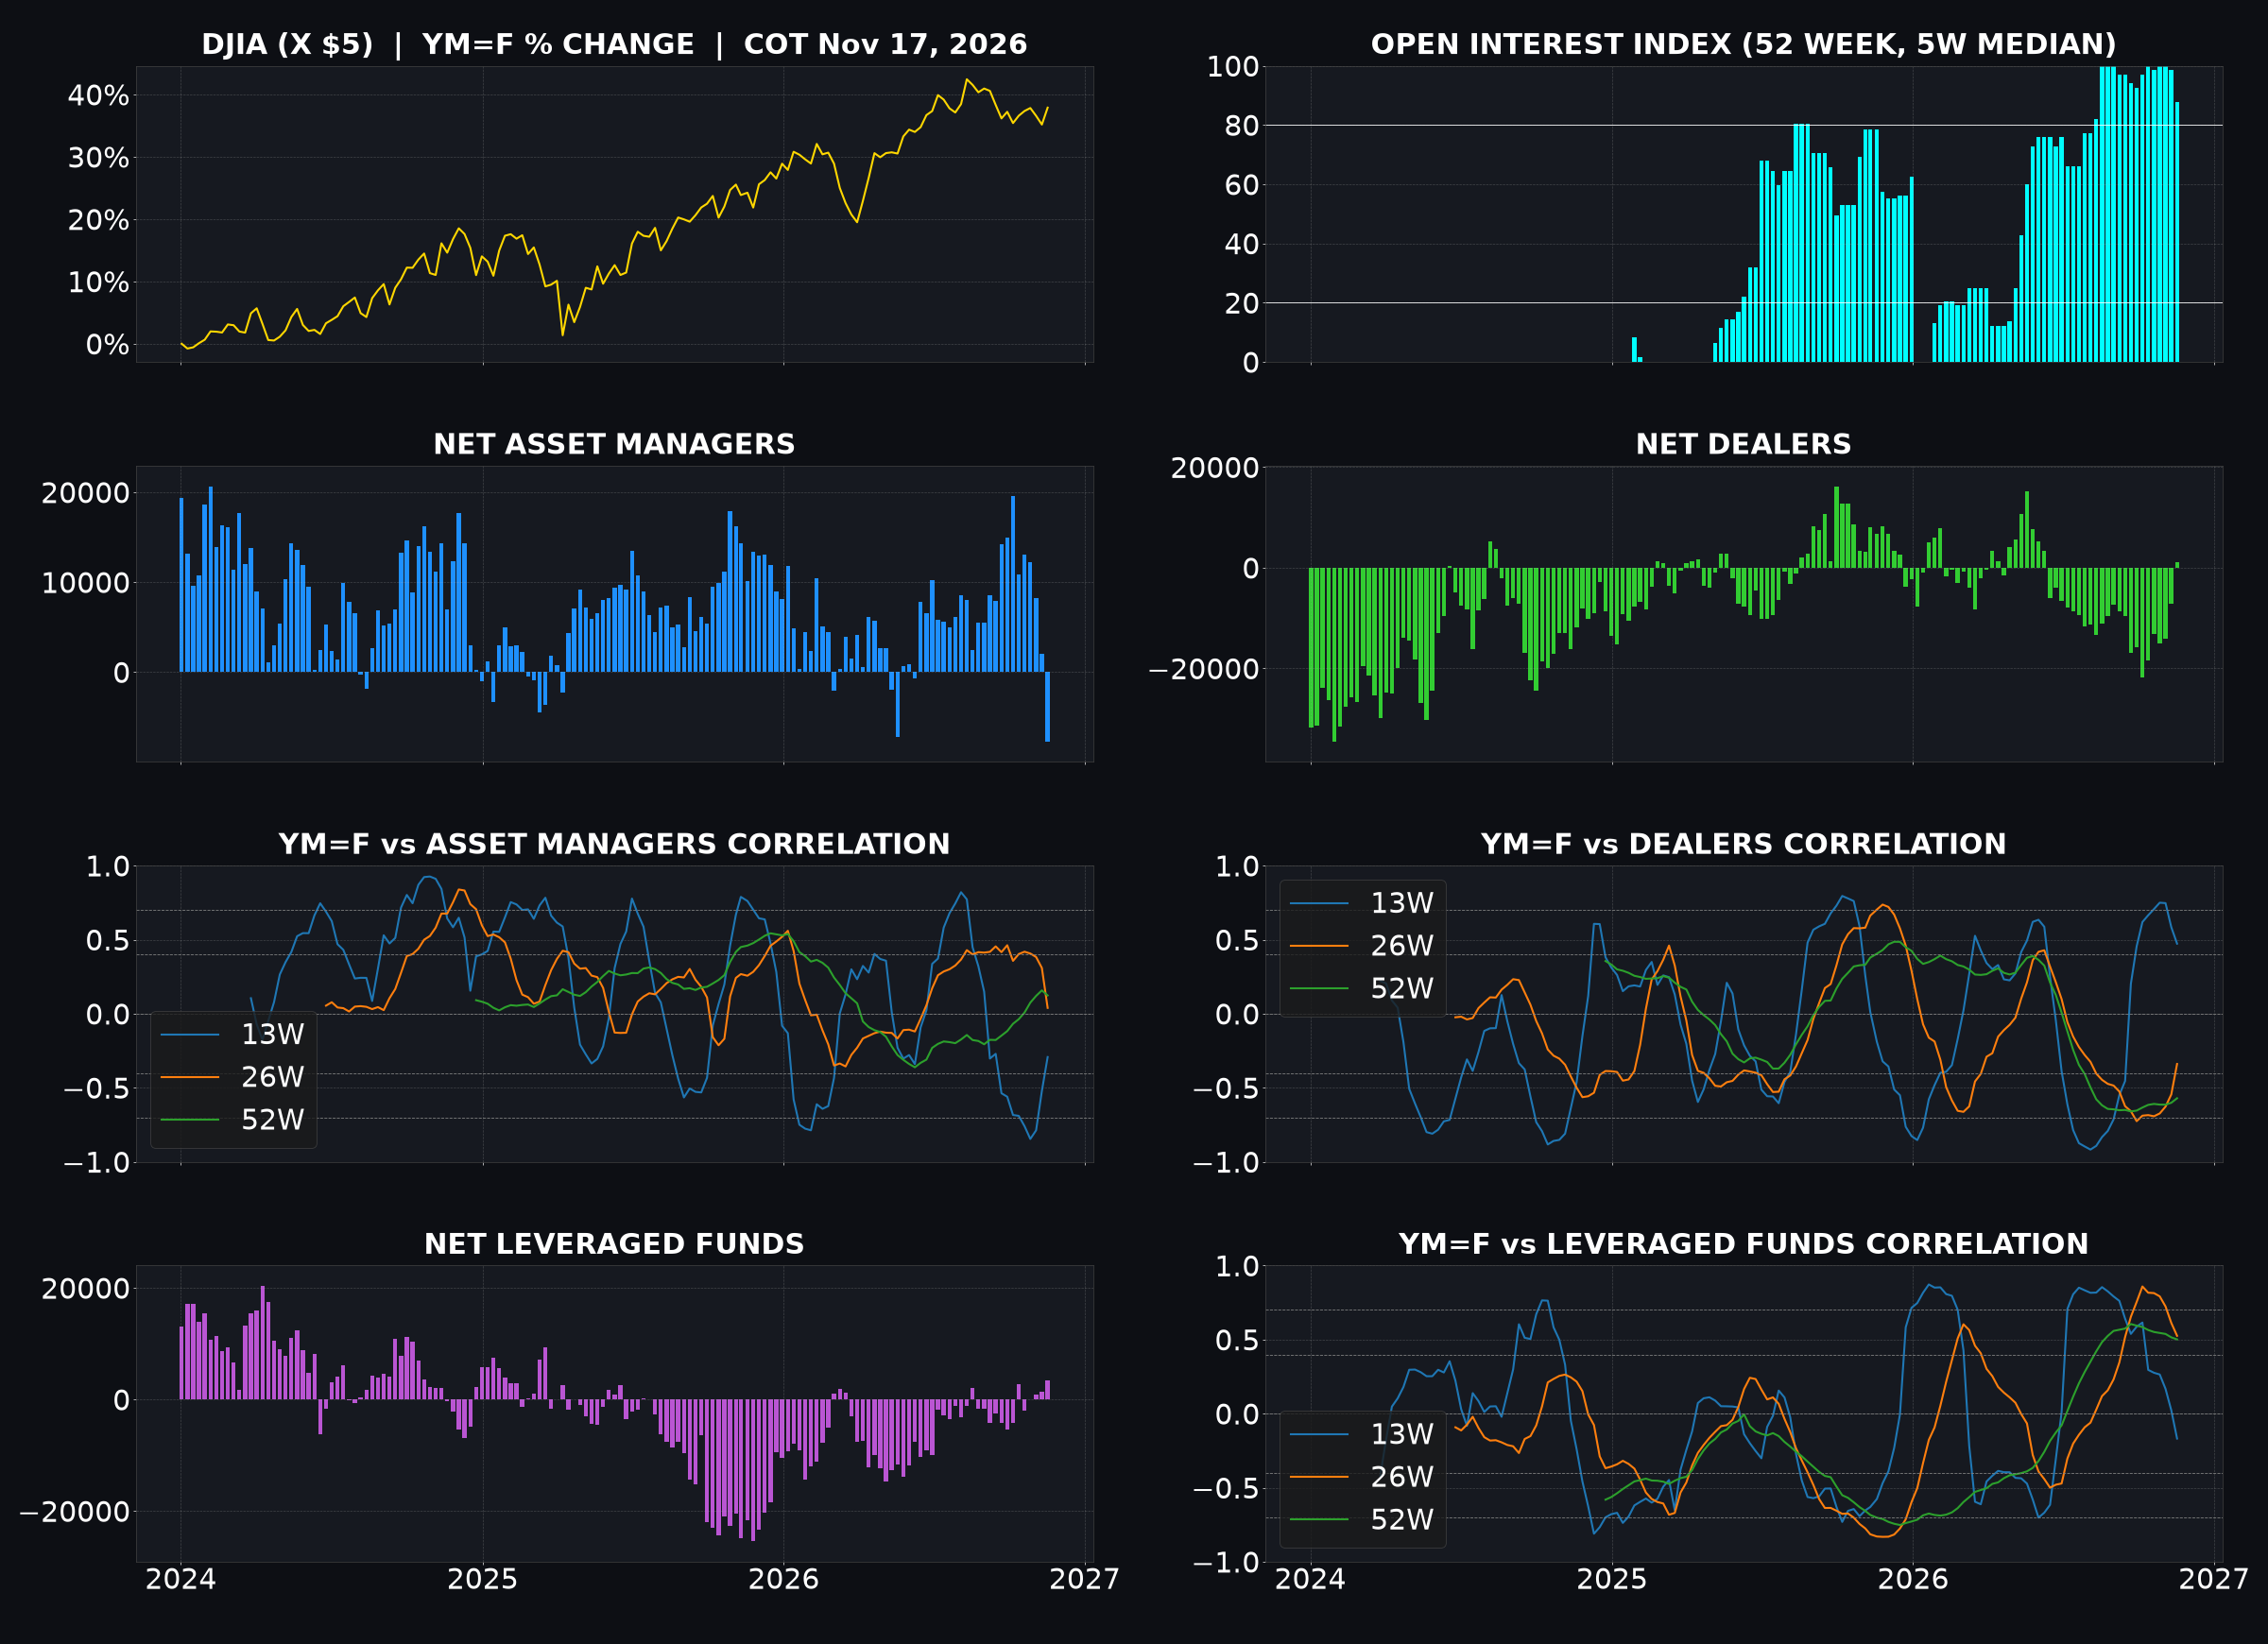 DJIA (X $5) | YM=F % CHANGE | COT Nov 17, 2026
40%
30%
20%
10%
0%
OPEN INTEREST INDEX (52 WEEK, 5W MEDIAN)
100
80
60
40
20
0
NET ASSET MANAGERS
20000
10000
0
NET DEALERS
20000
0
−20000
YM=F vs ASSET MANAGERS CORRELATION
1.0
0.5
0.0
−0.5
−1.0
13W
26W
52W
YM=F vs DEALERS CORRELATION
1.0
0.5
0.0
−0.5
−1.0
13W
26W
52W
NET LEVERAGED FUNDS
20000
0
−20000
2024 2025 2026 2027
YM=F vs LEVERAGED FUNDS CORRELATION
1.0
0.5
0.0
−0.5
−1.0
13W
26W
52W
2024 2025 2026 2027